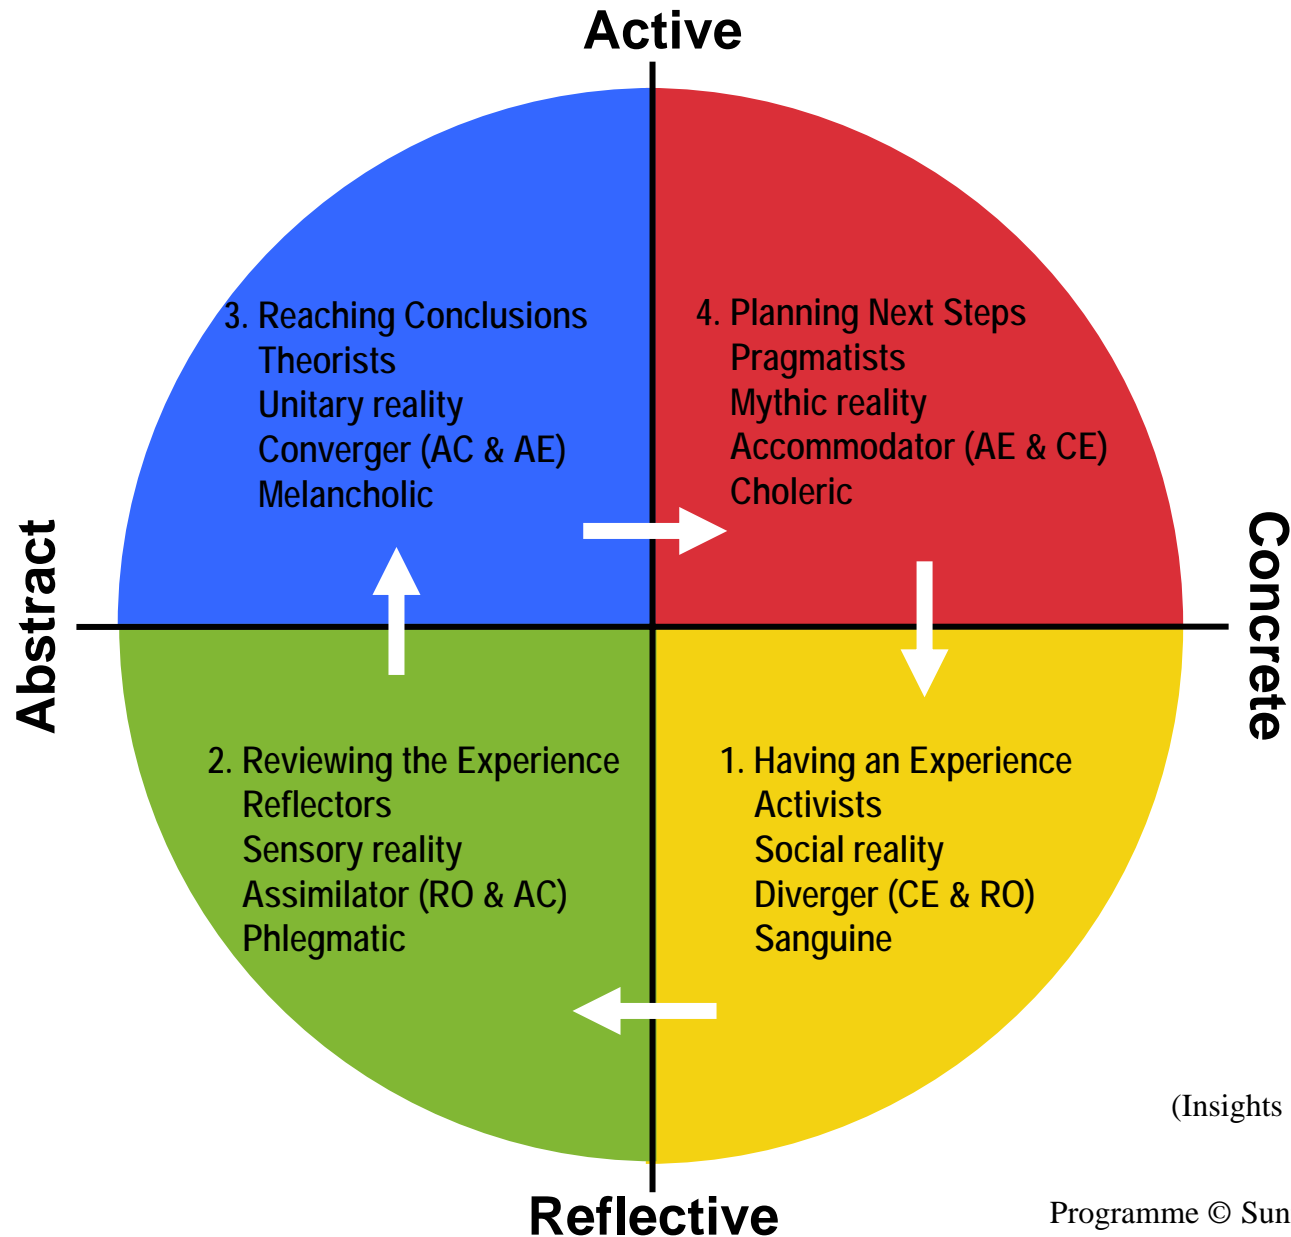 Active
3. Reaching Conclusions
Theorists
Unitary reality
Converger (AC & AE)
Melancholic
4. Planning Next Steps
Pragmatists
Mythic reality
Accommodator (AE & CE)
Choleric
Abstract
Concrete
2. Reviewing the Experience
Reflectors
Sensory reality
Assimilator (RO & AC)
Phlegmatic
1. Having an Experience
Activists
Social reality
Diverger (CE & RO)
Sanguine
(Insights
Reflective
Programme © Sun